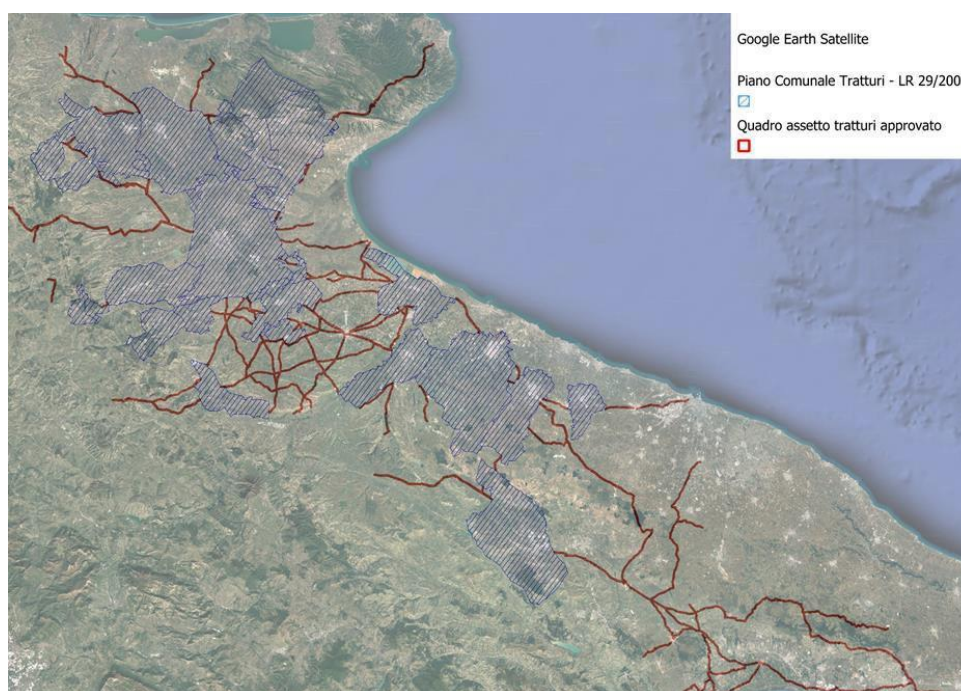 Google Earth Satellite
Piano Comunale Tratturi - LR 29/200
Quadro assetto tratturi approvato